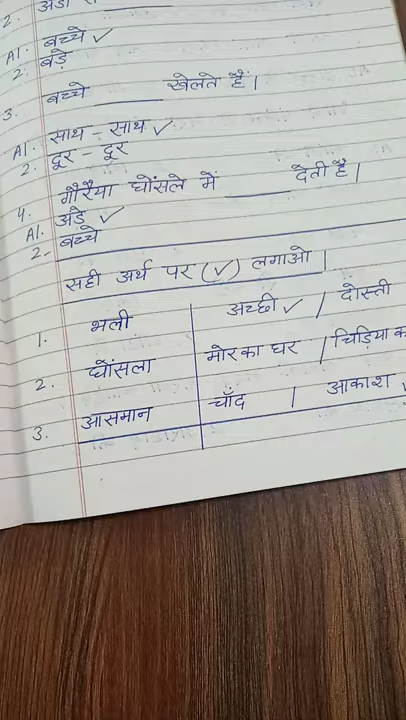 2. अंडों
A1. बच्चे ✓
2. बड़े
3. बच्चे ______ खेलते हैं।
A1. साथ - साथ ✓
2. दूर - दूर
4. गौरैया घोंसले में ______ देती है।
A1. अंडे ✓
2- बच्चे
सही अर्थ पर (✓) लगाओ।
1. भली अच्छी ✓ / दोस्ती
2. घोंसला मोर का घर / चिड़िया का
3. आसमान चाँद / आकाश ✓